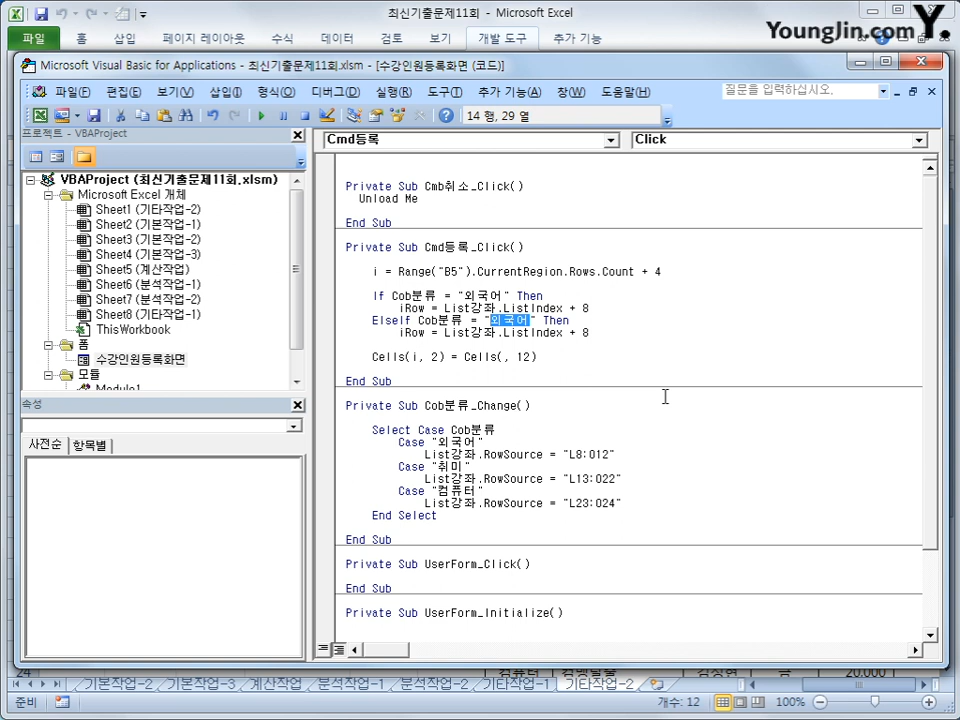 최신기출문제11회 - Microsoft Excel
YoungJin.com Y.
파일 홈 삽입 페이지 레이아웃 수식 데이터 검토 보기 개발 도구 추가 기능
Microsoft Visual Basic for Applications - 최신기출문제11회.xlsm - [수강인원등록화면 (코드)]
파일(F) 편집(E) 보기(V) 삽입(I) 형식(O) 디버그(D) 실행(R) 도구(T) 추가 기능(A) 창(W) 도움말(H) 질문을 입력하십시오.
14 행, 29 열
프로젝트 - VBAProject
Cmd등록 Click
VBAProject (최신기출문제11회.xlsm)
Microsoft Excel 개체
Sheet1 (기타작업-2)
Sheet2 (기본작업-1)
Sheet3 (기본작업-2)
Sheet4 (기본작업-3)
Sheet5 (계산작업)
Sheet6 (분석작업-1)
Sheet7 (분석작업-2)
Sheet8 (기타작업-1)
ThisWorkbook
폼
수강인원등록화면
모듈
Module1
속성
사전순 항목별
Private Sub Cmb취소_Click()
Unload Me
End Sub
Private Sub Cmd등록_Click()
i = Range("B5").CurrentRegion.Rows.Count + 4
If Cob분류 = "외국어" Then
iRow = List강좌.ListIndex + 8
ElseIf Cob분류 = "외국어" Then
iRow = List강좌.ListIndex + 8
Cells(i, 2) = Cells(, 12)
End Sub
Private Sub Cob분류_Change()
Select Case Cob분류
Case "외국어"
List강좌.RowSource = "L8:O12"
Case "취미"
List강좌.RowSource = "L13:O22"
Case "컴퓨터"
List강좌.RowSource = "L23:O24"
End Select
End Sub
Private Sub UserForm_Click()
End Sub
Private Sub UserForm_Initialize()
24
20,000
기본작업-2 기본작업-3 계산작업 분석작업-1 분석작업-2 기타작업-1 기타작업-2
준비 개수: 12 100%